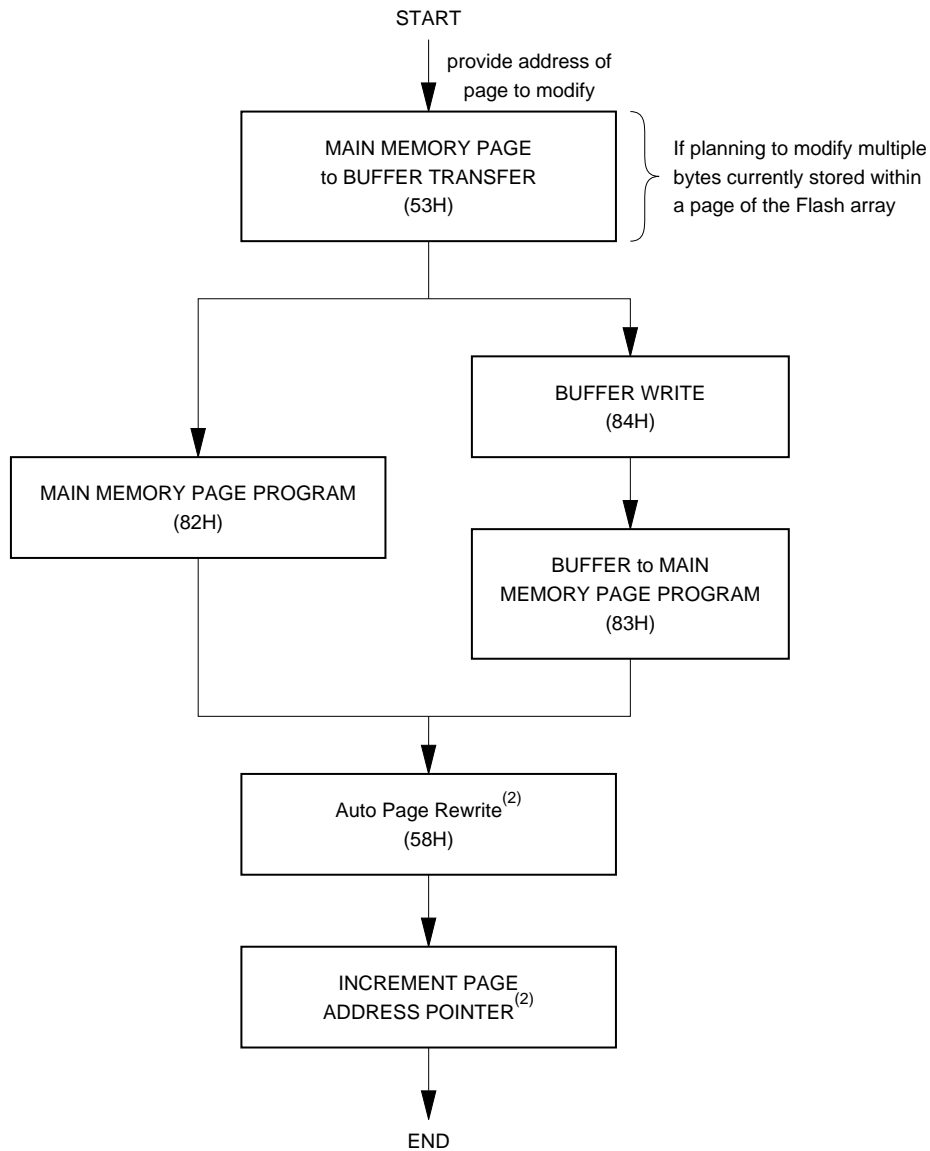 START
provide address of
page to modify
MAIN MEMORY PAGE
to BUFFER TRANSFER
(53H)
If planning to modify multiple
bytes currently stored within
a page of the Flash array
BUFFER WRITE
(84H)
MAIN MEMORY PAGE PROGRAM
(82H)
BUFFER to MAIN
MEMORY PAGE PROGRAM
(83H)
Auto Page Rewrite(2)
(58H)
INCREMENT PAGE
ADDRESS POINTER(2)
END